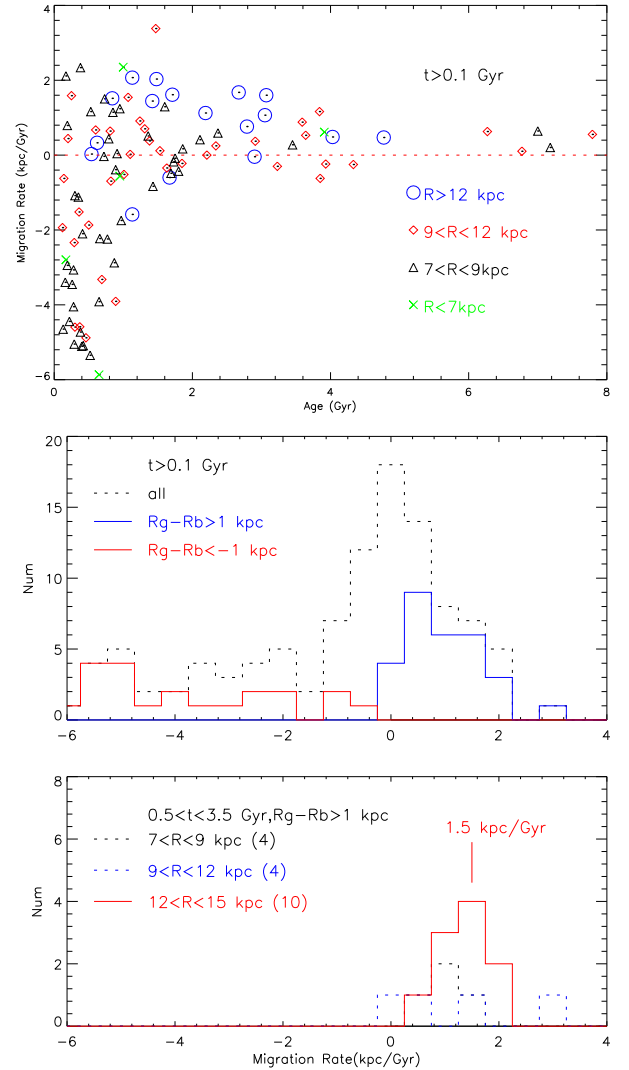 4
2
0
−2
−4
−6
Migration Rate (kpc/Gyr)
t>0.1 Gyr
R>12 kpc
9<R<12 kpc
7<R<9kpc
R<7kpc
0 2 4 6 8
Age (Gyr)
20
15
10
5
0
Num
t>0.1 Gyr
all
Rg−Rb>1 kpc
Rg−Rb<−1 kpc
−6 −4 −2 0 2 4
8
6
4
2
0
Num
0.5<t<3.5 Gyr,Rg−Rb>1 kpc
7<R<9 kpc (4)
9<R<12 kpc (4)
12<R<15 kpc (10)
1.5 kpc/Gyr
−6 −4 −2 0 2 4
Migration Rate(kpc/Gyr)